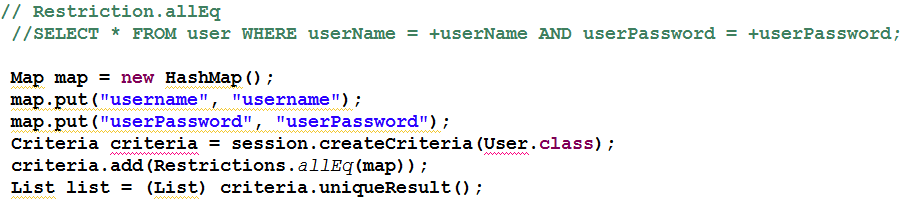 // Restriction.allEq
//SELECT * FROM user WHERE userName = +userName AND userPassword = +userPassword;
Map map = new HashMap();
map.put("username", "username");
map.put("userPassword", "userPassword");
Criteria criteria = session.createCriteria(User.class);
criteria.add(Restrictions.allEq(map));
List list = (List) criteria.uniqueResult();